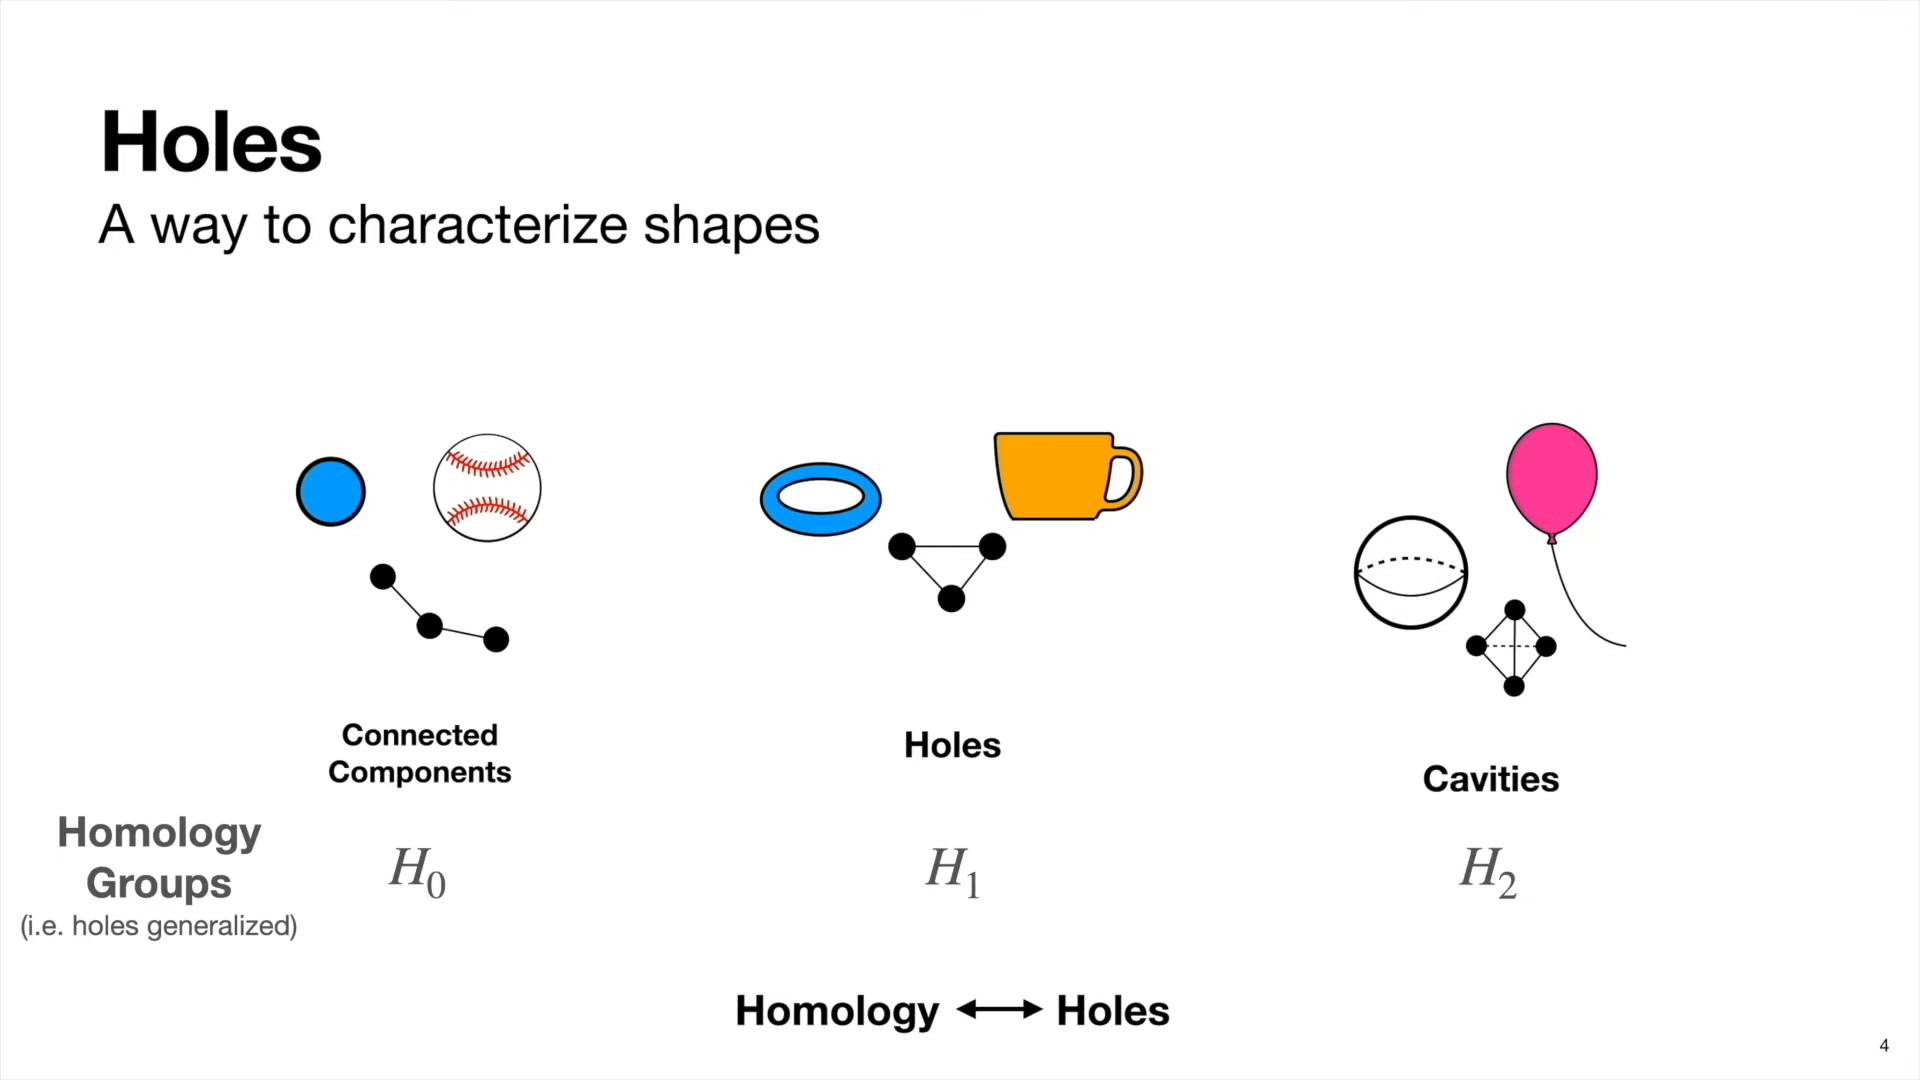 Holes
A way to characterize shapes
Connected
Components
Holes
Cavities
Homology
Groups
(i.e. holes generalized)
H₀
H₁
H₂
Homology ⟷ Holes
4